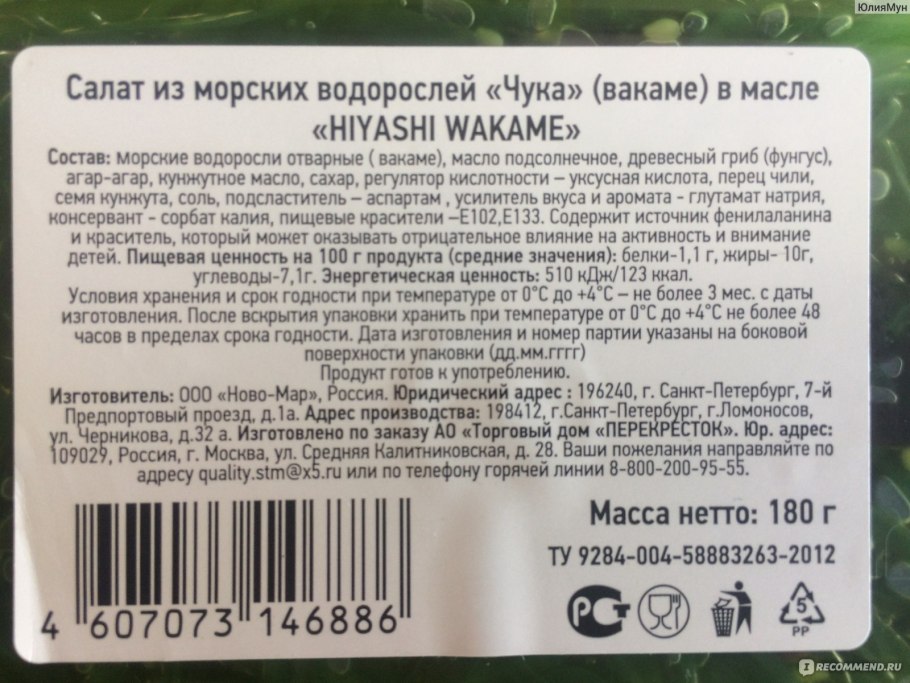 ЮлияМун
Салат из морских водорослей «Чука» (вакаме) в масле
«HIYASHI WAKAME»
Состав: морские водоросли отварные ( вакаме), масло подсолнечное, древесный гриб (фунгус),
агар-агар, кунжутное масло, сахар, регулятор кислотности – уксусная кислота, перец чили,
семя кунжута, соль, подсластитель – аспартам , усилитель вкуса и аромата - глутамат натрия,
консервант - сорбат калия, пищевые красители –Е102,Е133. Содержит источник фенилаланина
и краситель, который может оказывать отрицательное влияние на активность и внимание
детей. Пищевая ценность на 100 г продукта (средние значения): белки-1,1 г, жиры- 10г,
углеводы-7,1г. Энергетическая ценность: 510 кДж/123 ккал.
Условия хранения и срок годности при температуре от 0°С до +4°С – не более 3 мес. с даты
изготовления. После вскрытия упаковки хранить при температуре от 0°С до +4°С не более 48
часов в пределах срока годности. Дата изготовления и номер партии указаны на боковой
поверхности упаковки (дд.мм.гггг)
Продукт готов к употреблению.
Изготовитель: ООО «Ново-Мар», Россия. Юридический адрес : 196240, г. Санкт-Петербург, 7-й
Предпортовый проезд, д.1а. Адрес производства: 198412, г.Санкт-Петербург, г.Ломоносов,
ул. Черникова, д.32 а. Изготовлено по заказу АО «Торговый дом «ПЕРЕКРЕСТОК». Юр. адрес:
109029, Россия, г. Москва, ул. Средняя Калитниковская, д. 28. Ваши пожелания направляйте по
адресу quality.stm@x5.ru или по телефону горячей линии 8-800-200-95-55.
Масса нетто: 180 г
ТУ 9284-004-58883263-2012
4 607073 146886
РСТ
5
PP
I RECOMMEND.RU